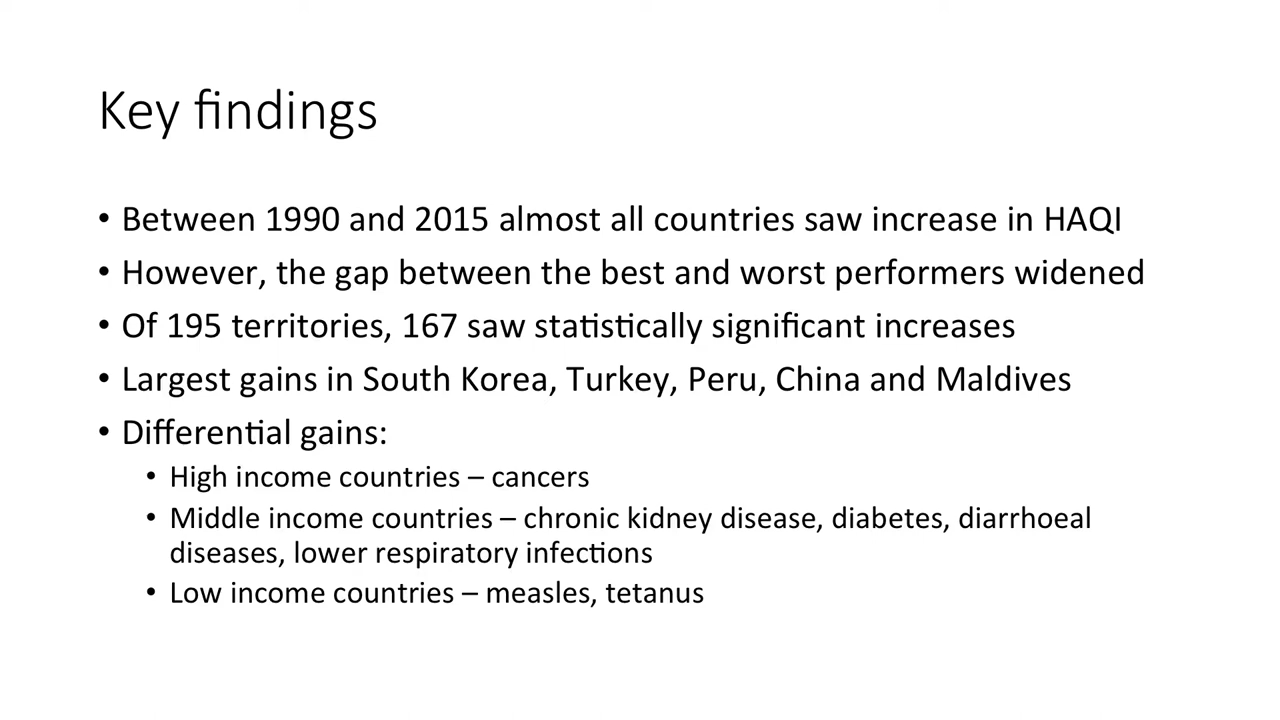 Key findings
• Between 1990 and 2015 almost all countries saw increase in HAQI
• However, the gap between the best and worst performers widened
• Of 195 territories, 167 saw statistically significant increases
• Largest gains in South Korea, Turkey, Peru, China and Maldives
• Differential gains:
• High income countries – cancers
• Middle income countries – chronic kidney disease, diabetes, diarrhoeal
diseases, lower respiratory infections
• Low income countries – measles, tetanus